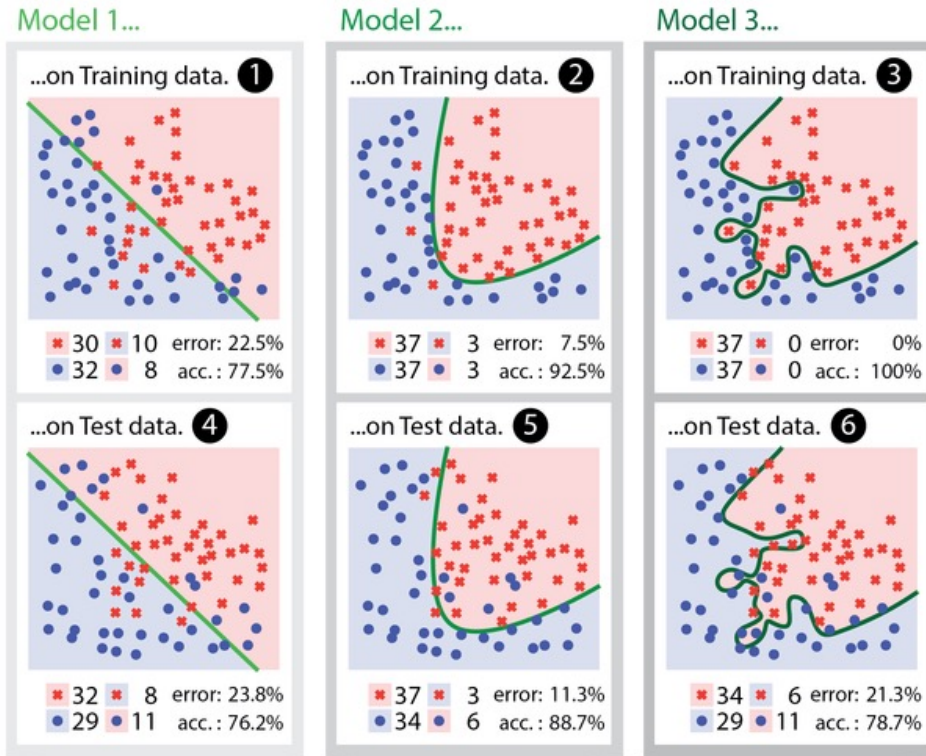 Model 1...
...on Training data. 1
30 10 error: 22.5%
32 8 acc.: 77.5%
...on Test data. 4
32 8 error: 23.8%
29 11 acc.: 76.2%
Model 2...
...on Training data. 2
37 3 error: 7.5%
37 3 acc.: 92.5%
...on Test data. 5
37 3 error: 11.3%
34 6 acc.: 88.7%
Model 3...
...on Training data. 3
37 0 error: 0%
37 0 acc.: 100%
...on Test data. 6
34 6 error: 21.3%
29 11 acc.: 78.7%